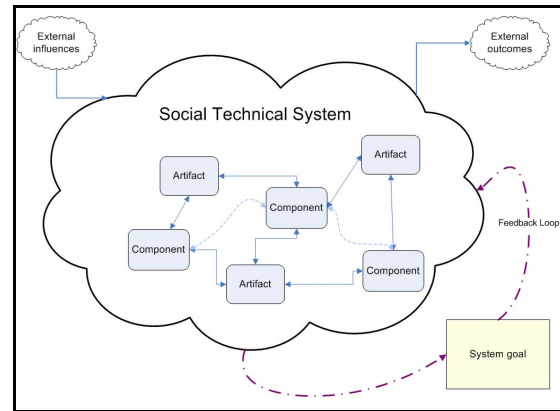 External
influences
External
outcomes
Social Technical System
Artifact
Artifact
Component
Component
Artifact
Component
Feedback Loop
System goal